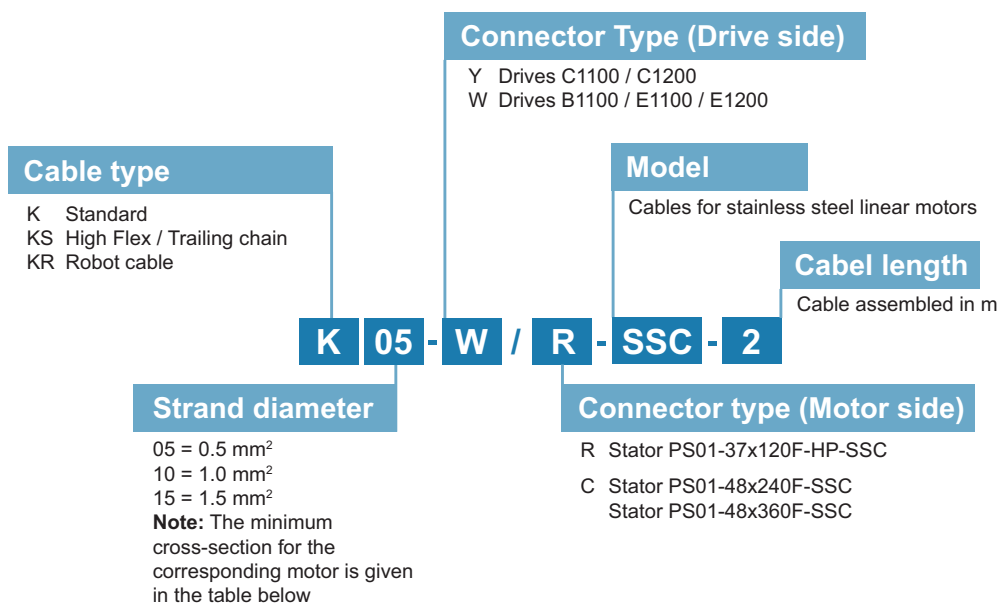 Connector Type (Drive side)
Y Drives C1100 / C1200
W Drives B1100 / E1100 / E1200
Cable type
K Standard
KS High Flex / Trailing chain
KR Robot cable
Model
Cables for stainless steel linear motors
Cabel length
Cable assembled in m
K 05 - W / R - SSC - 2
Strand diameter
05 = 0.5 mm²
10 = 1.0 mm²
15 = 1.5 mm²
Note: The minimum
cross-section for the
corresponding motor is given
in the table below
Connector type (Motor side)
R Stator PS01-37x120F-HP-SSC
C Stator PS01-48x240F-SSC
Stator PS01-48x360F-SSC